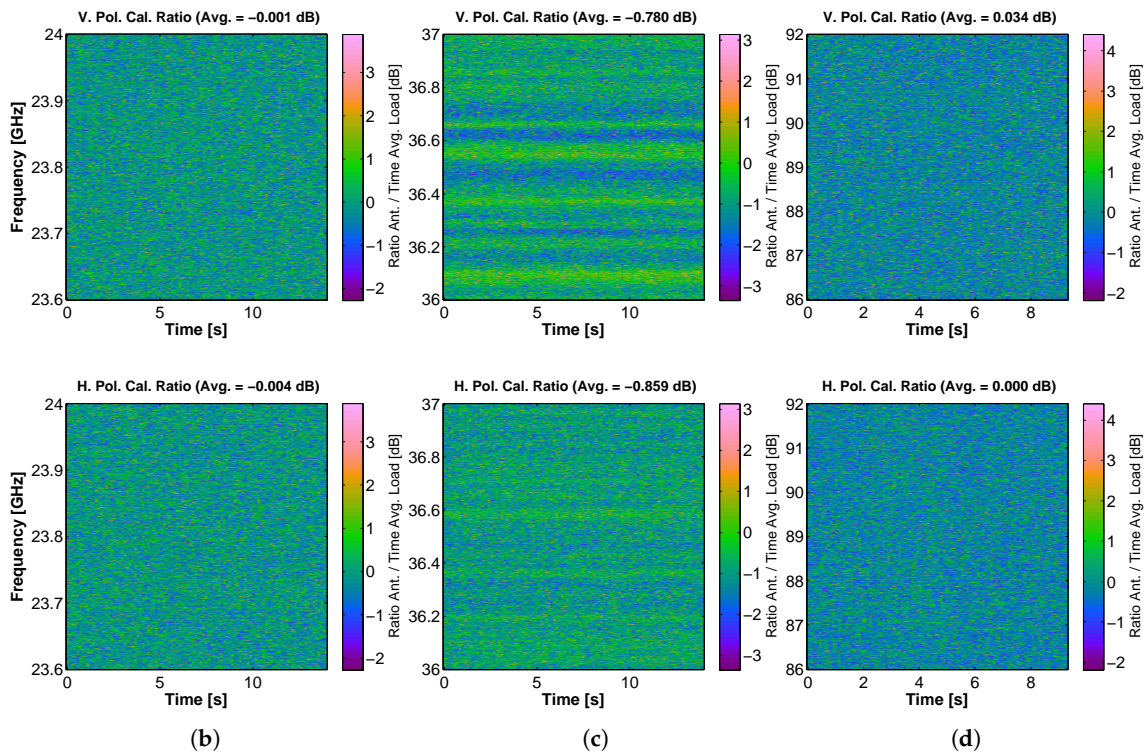 V. Pol. Cal. Ratio (Avg. = −0.001 dB)
24
23.9
23.8
23.7
23.6
Frequency [GHz]
0 5 10
Time [s]
3
2
1
0
−1
−2
Ratio Ant. / Time Avg. Load [dB]
V. Pol. Cal. Ratio (Avg. = −0.780 dB)
37
36.8
36.6
36.4
36.2
36
0 5 10
Time [s]
3
2
1
0
−1
−2
−3
Ratio Ant. / Time Avg. Load [dB]
V. Pol. Cal. Ratio (Avg. = 0.034 dB)
92
91
90
89
88
87
86
0 2 4 6 8
Time [s]
4
3
2
1
0
−1
−2
Ratio Ant. / Time Avg. Load [dB]
H. Pol. Cal. Ratio (Avg. = −0.004 dB)
24
23.9
23.8
23.7
23.6
Frequency [GHz]
0 5 10
Time [s]
3
2
1
0
−1
−2
Ratio Ant. / Time Avg. Load [dB]
H. Pol. Cal. Ratio (Avg. = −0.859 dB)
37
36.8
36.6
36.4
36.2
36
0 5 10
Time [s]
3
2
1
0
−1
−2
−3
Ratio Ant. / Time Avg. Load [dB]
H. Pol. Cal. Ratio (Avg. = 0.000 dB)
92
91
90
89
88
87
86
0 2 4 6 8
Time [s]
4
3
2
1
0
−1
−2
Ratio Ant. / Time Avg. Load [dB]
(b) (c) (d)